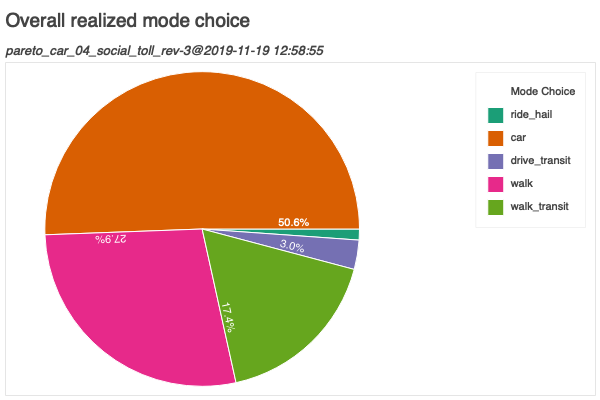 Overall realized mode choice
pareto_car_04_social_toll_rev-3@2019-11-19 12:58:55
Mode Choice
ride_hail
car
drive_transit
walk
walk_transit
50.6%
27.9%
3.0%
17.4%